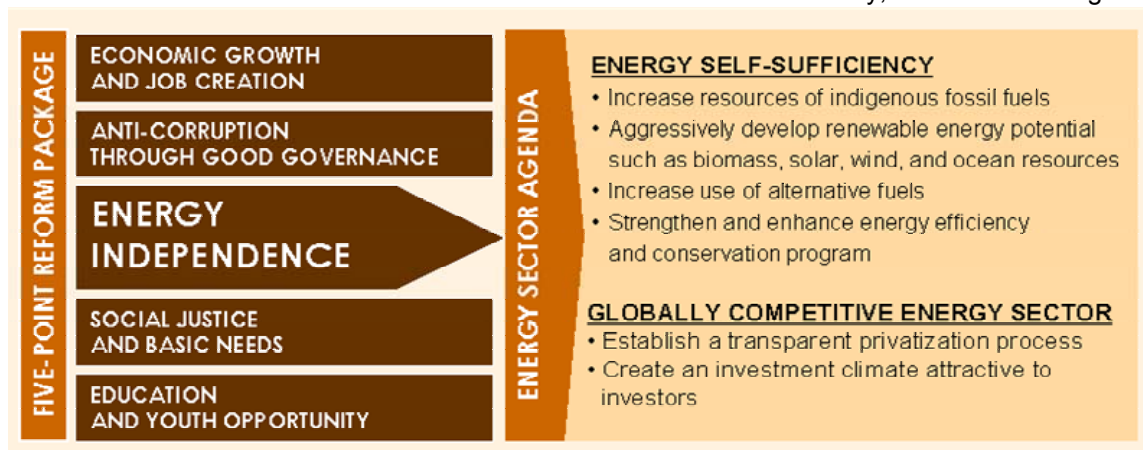 FIVE-POINT REFORM PACKAGE
ECONOMIC GROWTH
AND JOB CREATION
ANTI-CORRUPTION
THROUGH GOOD GOVERNANCE
ENERGY
INDEPENDENCE
SOCIAL JUSTICE
AND BASIC NEEDS
EDUCATION
AND YOUTH OPPORTUNITY
ENERGY SECTOR AGENDA
ENERGY SELF-SUFFICIENCY
• Increase resources of indigenous fossil fuels
• Aggressively develop renewable energy potential
such as biomass, solar, wind, and ocean resources
• Increase use of alternative fuels
• Strengthen and enhance energy efficiency
and conservation program
GLOBALLY COMPETITIVE ENERGY SECTOR
• Establish a transparent privatization process
• Create an investment climate attractive to
investors